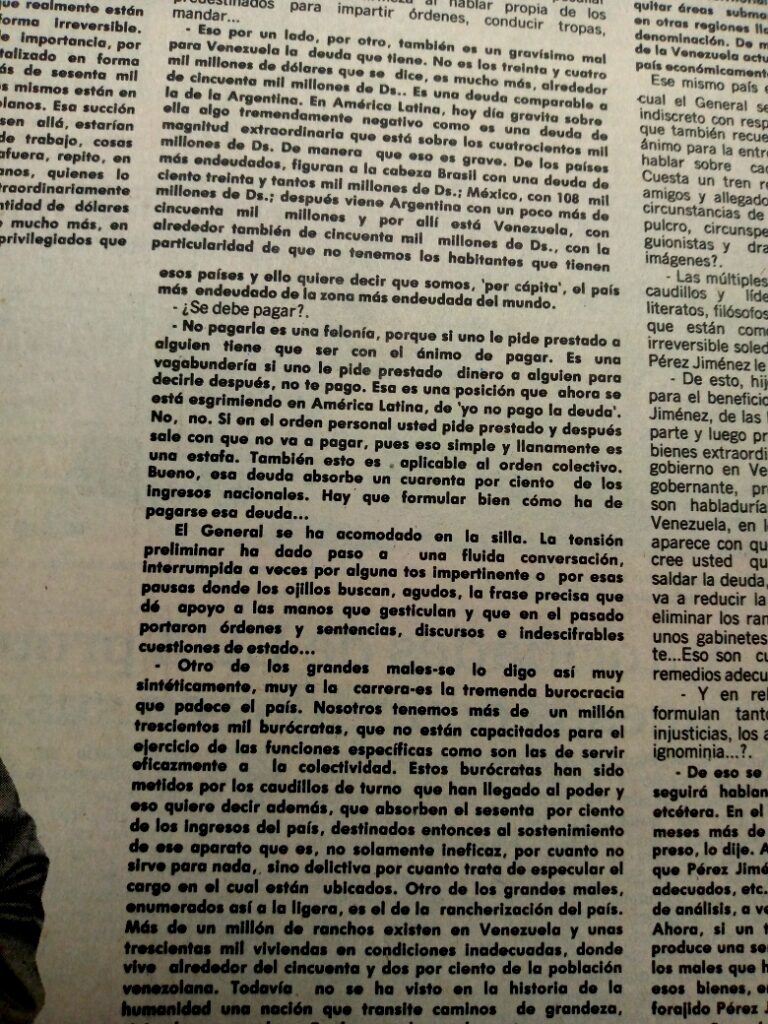 que realmente están
forma irreversible.
de importancia, por
talizado en forma
ás de sesenta mil
os mismos están en
olanos. Esa succión
sen allá, estarían
de trabajo, cosas
afuera, repito, en
anos, quienes lo
traordinariamente
ntidad de dólares
e mucho más, en
privilegiados que
al hablar propia de los
predestinados para impartir órdenes, conducir tropas,
mandar...
- Eso por un lado, por otro, también es un gravísimo mal
para Venezuela la deuda que tiene. No es los treinta y cuatro
mil millones de dólares que se dice, es mucho más, alrededor
de cincuenta mil millones de Ds.. Es una deuda comparable a
la de la Argentina. En América Latina, hoy día gravita sobre
ella algo tremendamente negativo como es una deuda de
magnitud extraordinaria que está sobre los cuatrocientos mil
millones de Ds. De manera que eso es grave. De los países
más endeudados, figuran a la cabeza Brasil con una deuda de
ciento treinta y tantos mil millones de Ds.; México, con 108 mil
millones de Ds.; después viene Argentina con un poco más de
cincuenta mil millones y por allí está Venezuela, con
alrededor también de cincuenta mil millones de Ds., con la
particularidad de que no tenemos los habitantes que tienen
esos países y ello quiere decir que somos, 'per cápita', el país
más endeudado de la zona más endeudada del mundo.
- ¿Se debe pagar?.
- No pagarla es una felonía, porque si uno le pide prestado a
alguien tiene que ser con el ánimo de pagar. Es una
vagabundería si uno le pide prestado dinero a alguien para
decirle después, no te pago. Esa es una posición que ahora se
está esgrimiendo en América Latina, de 'yo no pago la deuda'.
No, no. Si en el orden personal usted pide prestado y después
sale con que no va a pagar, pues eso simple y llanamente es
una estafa. También esto es aplicable al orden colectivo.
Bueno, esa deuda absorbe un cuarenta por ciento de los
ingresos nacionales. Hay que formular bien cómo ha de
pagarse esa deuda...
El General se ha acomodado en la silla. La tensión
preliminar ha dado paso a una fluida conversación,
interrumpida a veces por alguna tos impertinente o por esas
pausas donde los ojillos buscan, agudos, la frase precisa que
dé apoyo a las manos que gesticulan y que en el pasado
portaron órdenes y sentencias, discursos e indescifrables
cuestiones de estado...
- Otro de los grandes males-se lo digo así muy
sintéticamente, muy a la carrera-es la tremenda burocracia
que padece el país. Nosotros tenemos más de un millón
trescientos mil burócratas, que no están capacitados para el
ejercicio de las funciones específicas como son las de servir
eficazmente a la colectividad. Estos burócratas han sido
metidos por los caudillos de turno que han llegado al poder y
eso quiere decir además, que absorben el sesenta por ciento
de los ingresos del país, destinados entonces al sostenimiento
de ese aparato que es, no solamente ineficaz, por cuanto no
sirve para nada, sino delictiva por cuanto trata de especular el
cargo en el cual están ubicados. Otro de los grandes males,
enumerados así a la ligera, es el de la rancherización del país.
Más de un millón de ranchos existen en Venezuela y unas
trescientas mil viviendas en condiciones inadecuadas, donde
vive alrededor del cincuenta y dos por ciento de la población
venezolana. Todavía no se ha visto en la historia de la
humanidad una nación que transite caminos de grandeza,
quitar áreas subma
en otras regiones lla
denominación. De m
de la Venezuela actu
país económicamente
Ese mismo país e
cual el General se
indiscreto con resp
que también recue
ánimo para la entre
hablar sobre cad
Cuesta un tren re
amigos y allegado
circunstancias de
pulcro, circunspe
guionistas y dra
imágenes?.
- Las múltiples
caudillos y líde
literatos, filósofos
que están como
irreversible soled
Pérez Jiménez le
- De esto, hij
para el beneficio
Jiménez, de las
parte y luego pr
bienes extraordi
gobierno en Ve
gobernante, pr
son habladuría
Venezuela, en l
aparece con qu
cree usted qu
saldar la deuda,
va a reducir la
eliminar los ran
unos gabinetes
te...Eso son cu
remedios adecu
- Y en rel
formulan tanto
injusticias, los a
ignominia...?.
- De eso se
seguirá hablan
etcétera. En el
meses más de
preso, lo dije. A
que Pérez Jimé
adecuados, etc.
de análisis, a ve
Ahora, si un t
produce una se
los males que h
esos bienes, en
forajido Pérez J